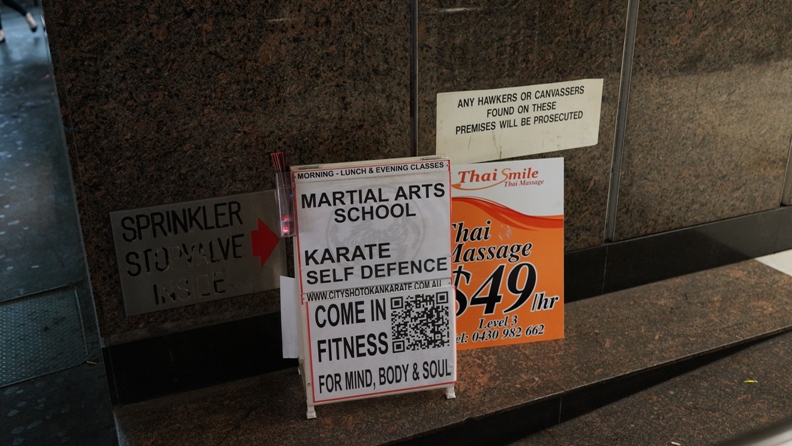 ANY HAWKERS OR CANVASSERS
FOUND ON THESE
PREMISES WILL BE PROSECUTED
SPRINKLER
STOPVALVE
INSIDE
MORNING - LUNCH & EVENING CLASSES
MARTIAL ARTS
SCHOOL
KARATE
SELF DEFENCE
WWW.CITYSHOTOKANKARATE.COM.AU
COME IN
FITNESS
FOR MIND, BODY & SOUL
Thai Smile
Thai Massage
Thai
Massage
$49/hr
Level 3
Tel: 0430 982 662